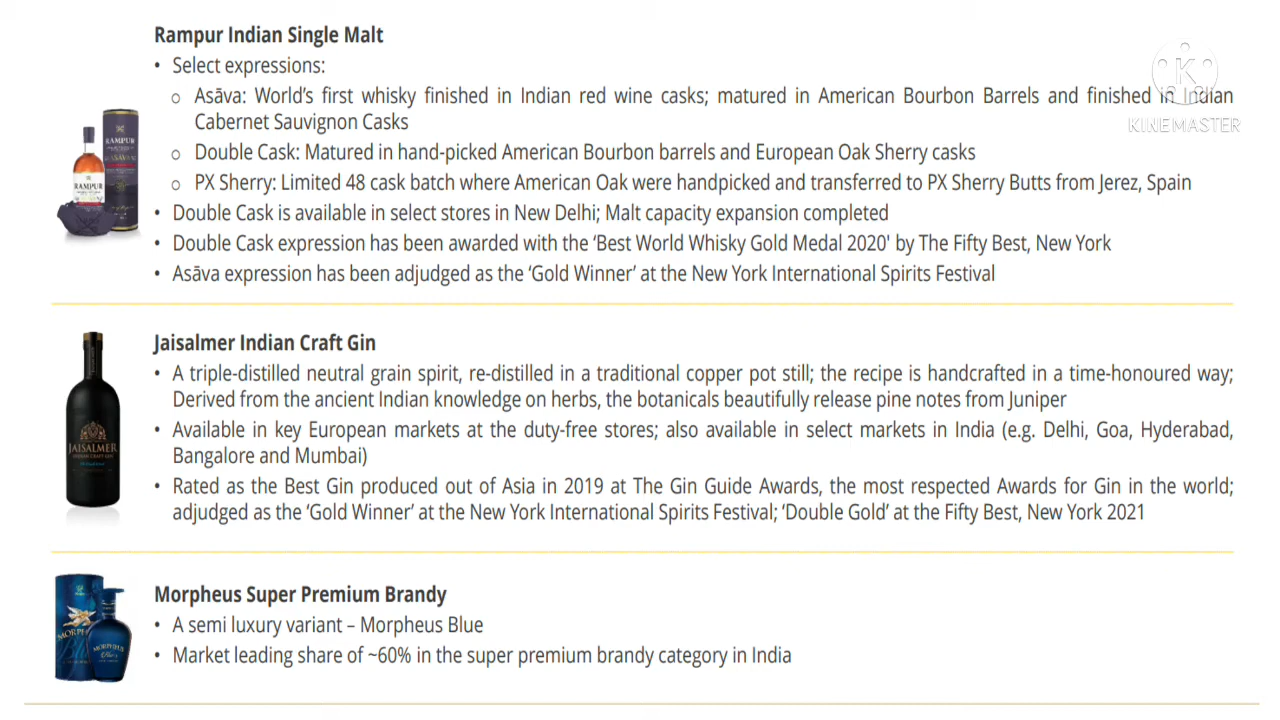 Rampur Indian Single Malt
• Select expressions:
o Asāva: World's first whisky finished in Indian red wine casks; matured in American Bourbon Barrels and finished in Indian
Cabernet Sauvignon Casks
o Double Cask: Matured in hand-picked American Bourbon barrels and European Oak Sherry casks
o PX Sherry: Limited 48 cask batch where American Oak were handpicked and transferred to PX Sherry Butts from Jerez, Spain
• Double Cask is available in select stores in New Delhi; Malt capacity expansion completed
• Double Cask expression has been awarded with the ‘Best World Whisky Gold Medal 2020' by The Fifty Best, New York
• Asāva expression has been adjudged as the ‘Gold Winner’ at the New York International Spirits Festival
K
KINEMASTER
RAMPUR
ASĀVA
RAMPUR
Jaisalmer Indian Craft Gin
• A triple-distilled neutral grain spirit, re-distilled in a traditional copper pot still; the recipe is handcrafted in a time-honoured way;
Derived from the ancient Indian knowledge on herbs, the botanicals beautifully release pine notes from Juniper
• Available in key European markets at the duty-free stores; also available in select markets in India (e.g. Delhi, Goa, Hyderabad,
Bangalore and Mumbai)
• Rated as the Best Gin produced out of Asia in 2019 at The Gin Guide Awards, the most respected Awards for Gin in the world;
adjudged as the ‘Gold Winner’ at the New York International Spirits Festival; ‘Double Gold’ at the Fifty Best, New York 2021
JAISALMER
INDIAN CRAFT GIN
Morpheus Super Premium Brandy
• A semi luxury variant – Morpheus Blue
• Market leading share of ~60% in the super premium brandy category in India
MORPHEUS
Blue